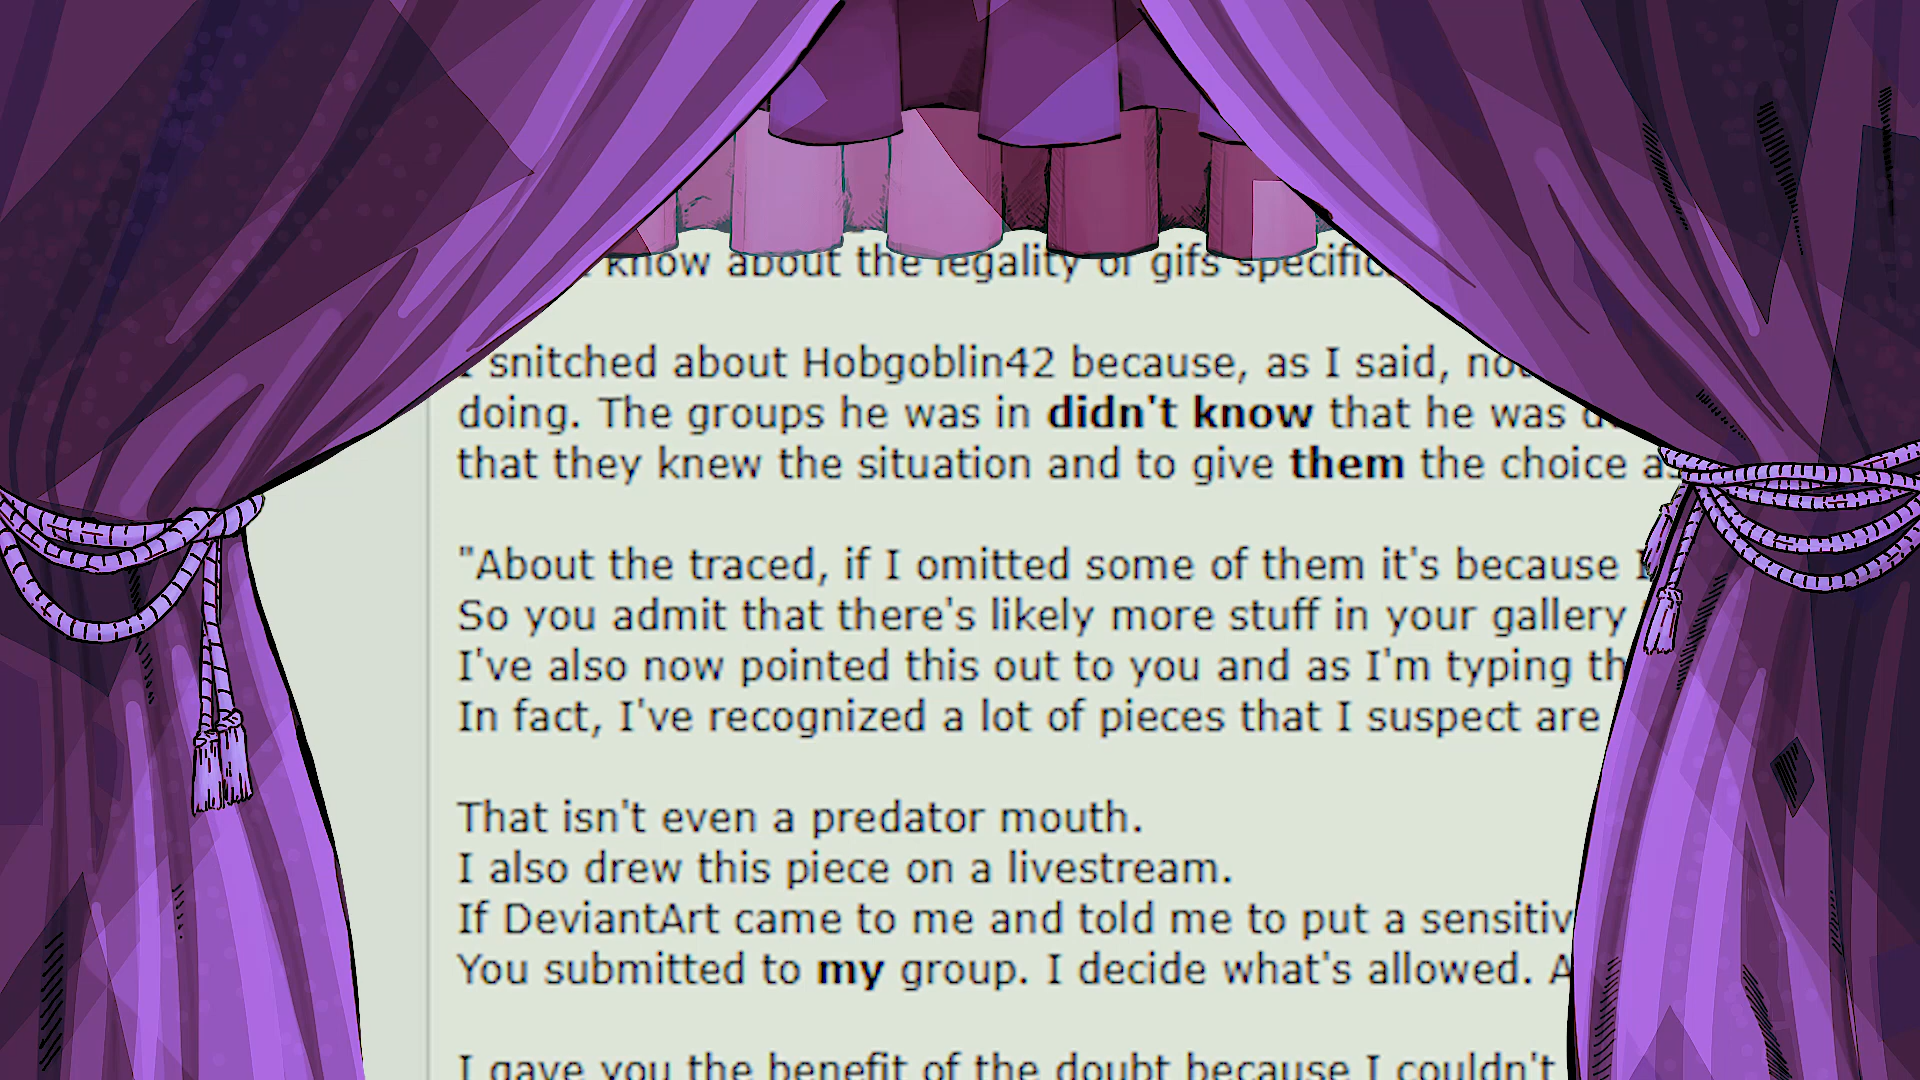 know about the legality of gifs specific
I snitched about Hobgoblin42 because, as I said, no
doing. The groups he was in didn't know that he was d
that they knew the situation and to give them the choice as
"About the traced, if I omitted some of them it's because I
So you admit that there's likely more stuff in your gallery
I've also now pointed this out to you and as I'm typing th
In fact, I've recognized a lot of pieces that I suspect are
That isn't even a predator mouth.
I also drew this piece on a livestream.
If DeviantArt came to me and told me to put a sensitiv
You submitted to my group. I decide what's allowed. A
I gave you the benefit of the doubt because I couldn't